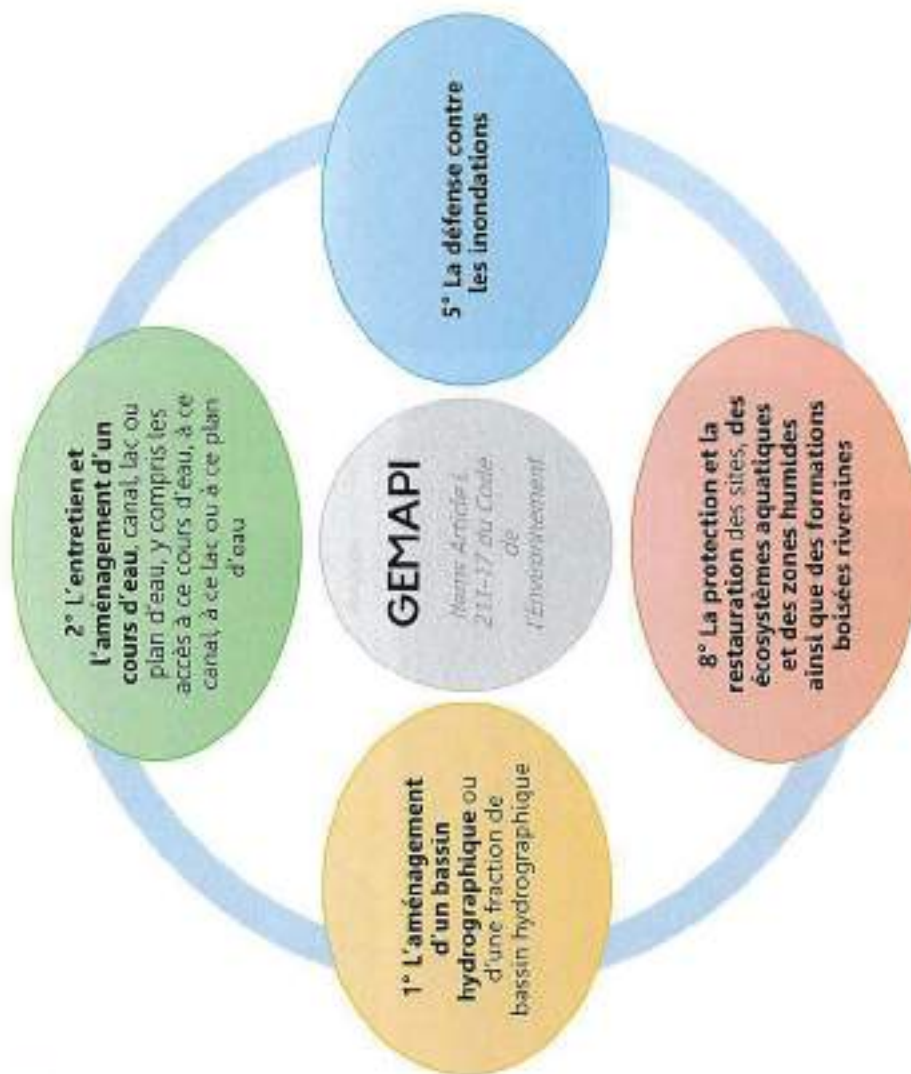 GEMAPI
Items Article L
211-17 du Code
de
l'Environnement
1° L'aménagement
d'un bassin
hydrographique ou
d'une fraction de
bassin hydrographique
2° L'entretien et
l'aménagement d'un
cours d'eau, canal, lac ou
plan d'eau, y compris les
accès à ce cours d'eau, à ce
canal, à ce lac ou à ce plan
d'eau
5° La défense contre
les inondations
8° La protection et la
restauration des sites, des
écosystèmes aquatiques
et des zones humides
ainsi que des formations
boisées riveraines